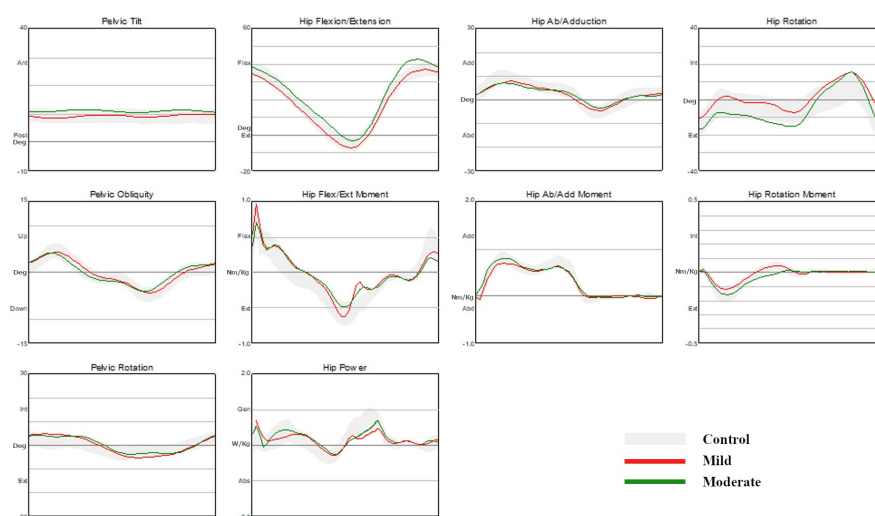 Pelvic Tilt
40
Ant
Post
Deg
-10
Hip Flexion/Extension
60
Flex
Deg
Ext
-20
Hip Ab/Adduction
30
Add
Deg
Abd
-30
Hip Rotation
40
Int
Deg
Ext
-40
Pelvic Obliquity
15
Up
Deg
Down
-15
Hip Flex/Ext Moment
1.0
Flex
Nm/Kg
Ext
-1.0
Hip Ab/Add Moment
2.0
Add
Nm/Kg
Abd
-1.0
Hip Rotation Moment
0.5
Int
Nm/Kg
Ext
-0.5
Pelvic Rotation
30
Int
Deg
Ext
Hip Power
2.0
Gen
W/Kg
Abs
Control
Mild
Moderate